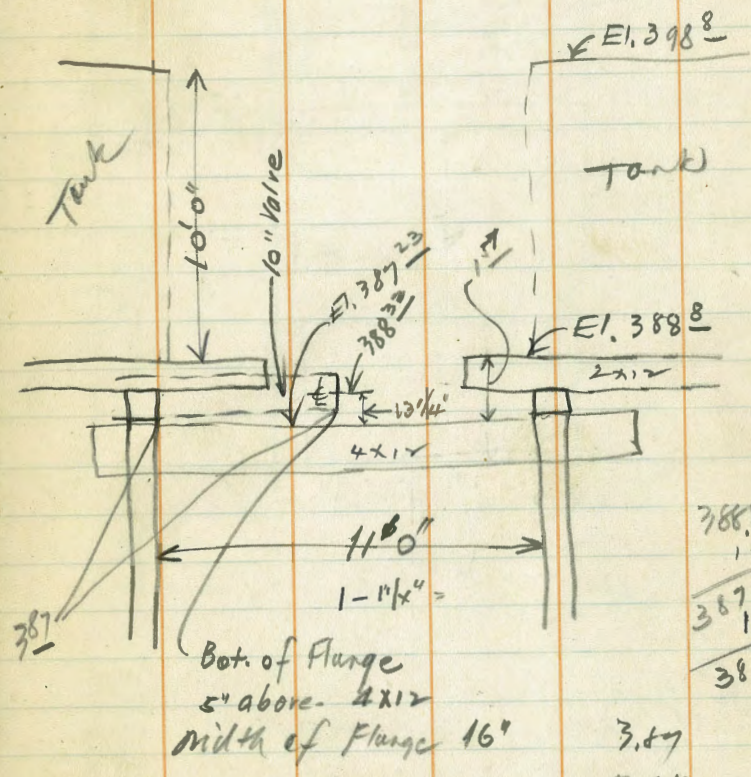 El. 398 8
Tank
Tank
10'0"
10" Valve
El. 387 23
388 32
El. 388 8
2x12
13 1/4"
4x12
11' 0"
388.
1
387
1
38
387
Bot. of Flange
5" above 4x12
width of Flange 16"
3.87